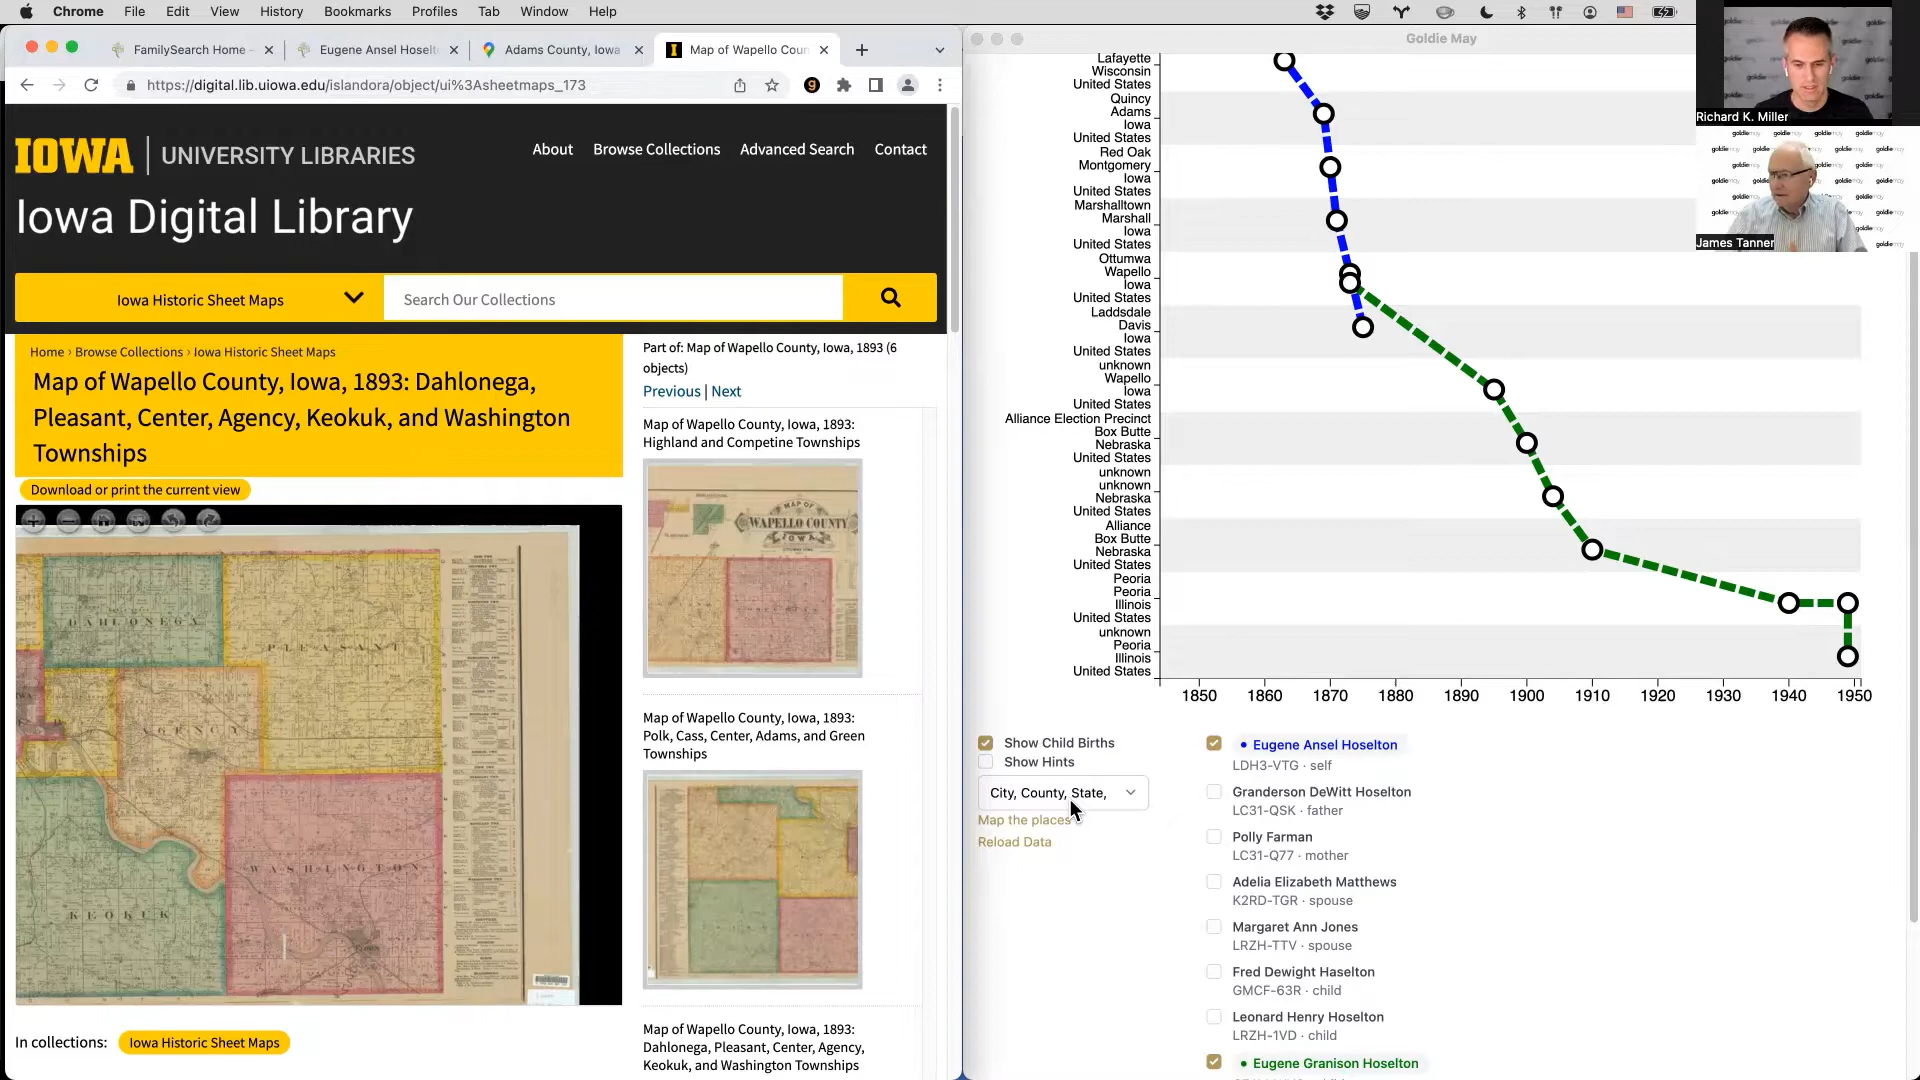 Chrome File Edit View History Bookmarks Profiles Tab Window Help
FamilySearch Home -
Eugene Ansel Hoselt
Adams County, Iowa
Map of Wapello Coun
https://digital.lib.uiowa.edu/islandora/object/ui%3Asheetmaps_173
IOWA UNIVERSITY LIBRARIES
About Browse Collections Advanced Search Contact
Iowa Digital Library
Iowa Historic Sheet Maps
Search Our Collections
Home › Browse Collections › Iowa Historic Sheet Maps
Map of Wapello County, Iowa, 1893: Dahlonega,
Pleasant, Center, Agency, Keokuk, and Washington
Townships
Download or print the current view
DAHLONEGA
PLEASANT
AGENCY
WASHINGTON
KEOKUK
In collections: Iowa Historic Sheet Maps
Part of: Map of Wapello County, Iowa, 1893 (6
objects)
Previous | Next
Map of Wapello County, Iowa, 1893:
Highland and Competine Townships
MAP OF
WAPELLO COUNTY
IOWA
Map of Wapello County, Iowa, 1893:
Polk, Cass, Center, Adams, and Green
Townships
Map of Wapello County, Iowa, 1893:
Dahlonega, Pleasant, Center, Agency,
Keokuk, and Washington Townships
Goldie May
Lafayette
Wisconsin
United States
Quincy
Adams
Iowa
United States
Red Oak
Montgomery
Iowa
United States
Marshalltown
Marshall
Iowa
United States
Ottumwa
Wapello
Iowa
United States
Laddsdale
Davis
Iowa
United States
unknown
Wapello
Iowa
United States
Alliance Election Precinct
Box Butte
Nebraska
United States
unknown
unknown
Nebraska
United States
Alliance
Box Butte
Nebraska
United States
Peoria
Peoria
Illinois
United States
unknown
Peoria
Illinois
United States
1850 1860 1870 1880 1890 1900 1910 1920 1930 1940 1950
Show Child Births
Show Hints
City, County, State,
Map the places
Reload Data
Eugene Ansel Hoselton
LDH3-VTG · self
Granderson DeWitt Hoselton
LC31-QSK · father
Polly Farman
LC31-Q77 · mother
Adelia Elizabeth Matthews
K2RD-TGR · spouse
Margaret Ann Jones
LRZH-TTV · spouse
Fred Dewight Haselton
GMCF-63R · child
Leonard Henry Hoselton
LRZH-1VD · child
Eugene Granison Hoselton
Richard K. Miller
James Tanner
goldiemay